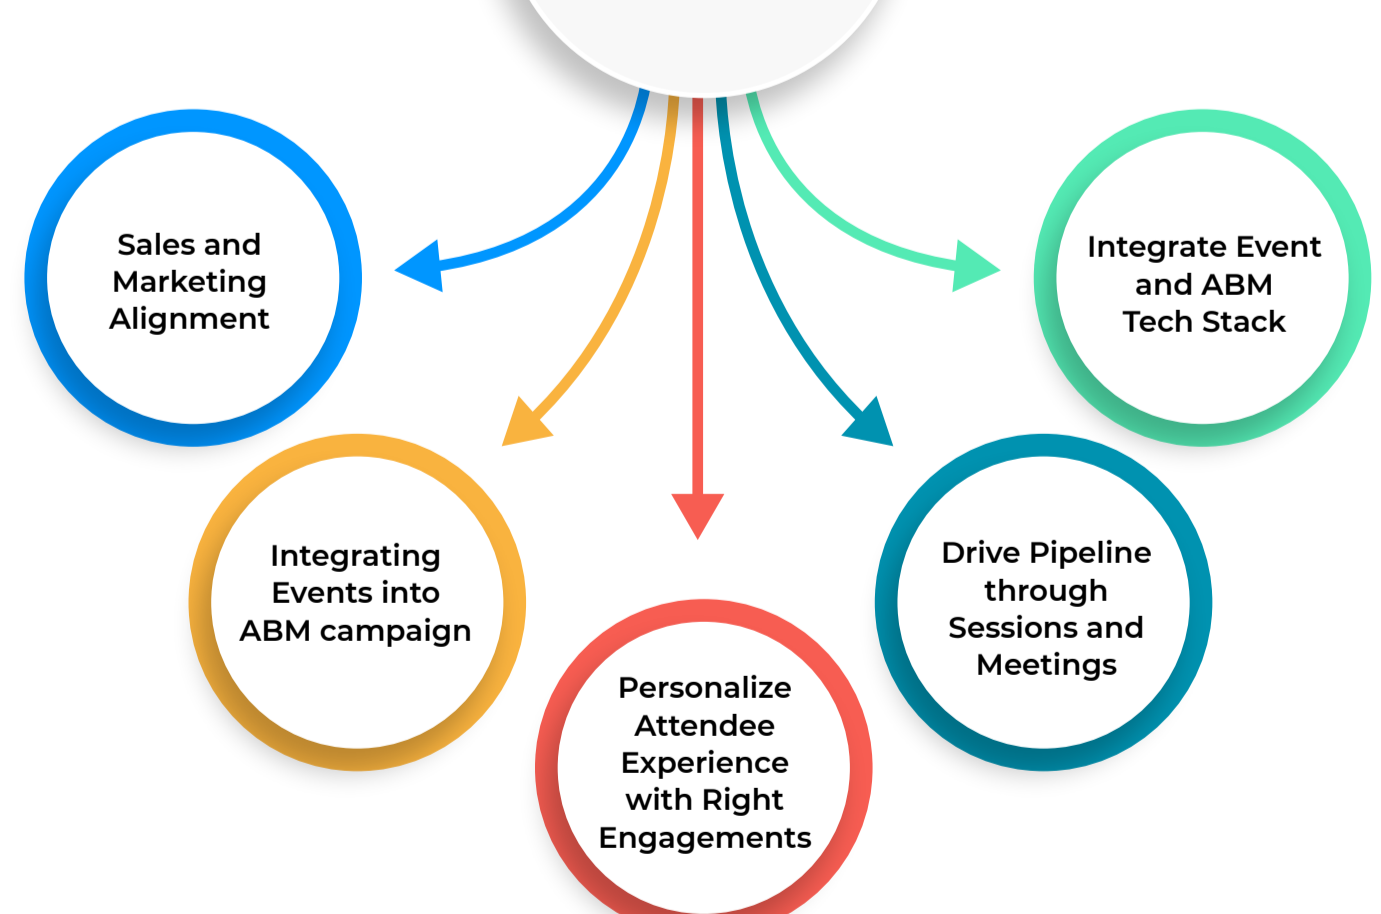 Sales and
Marketing
Alignment
Integrating
Events into
ABM campaign
Personalize
Attendee
Experience
with Right
Engagements
Drive Pipeline
through
Sessions and
Meetings
Integrate Event
and ABM
Tech Stack